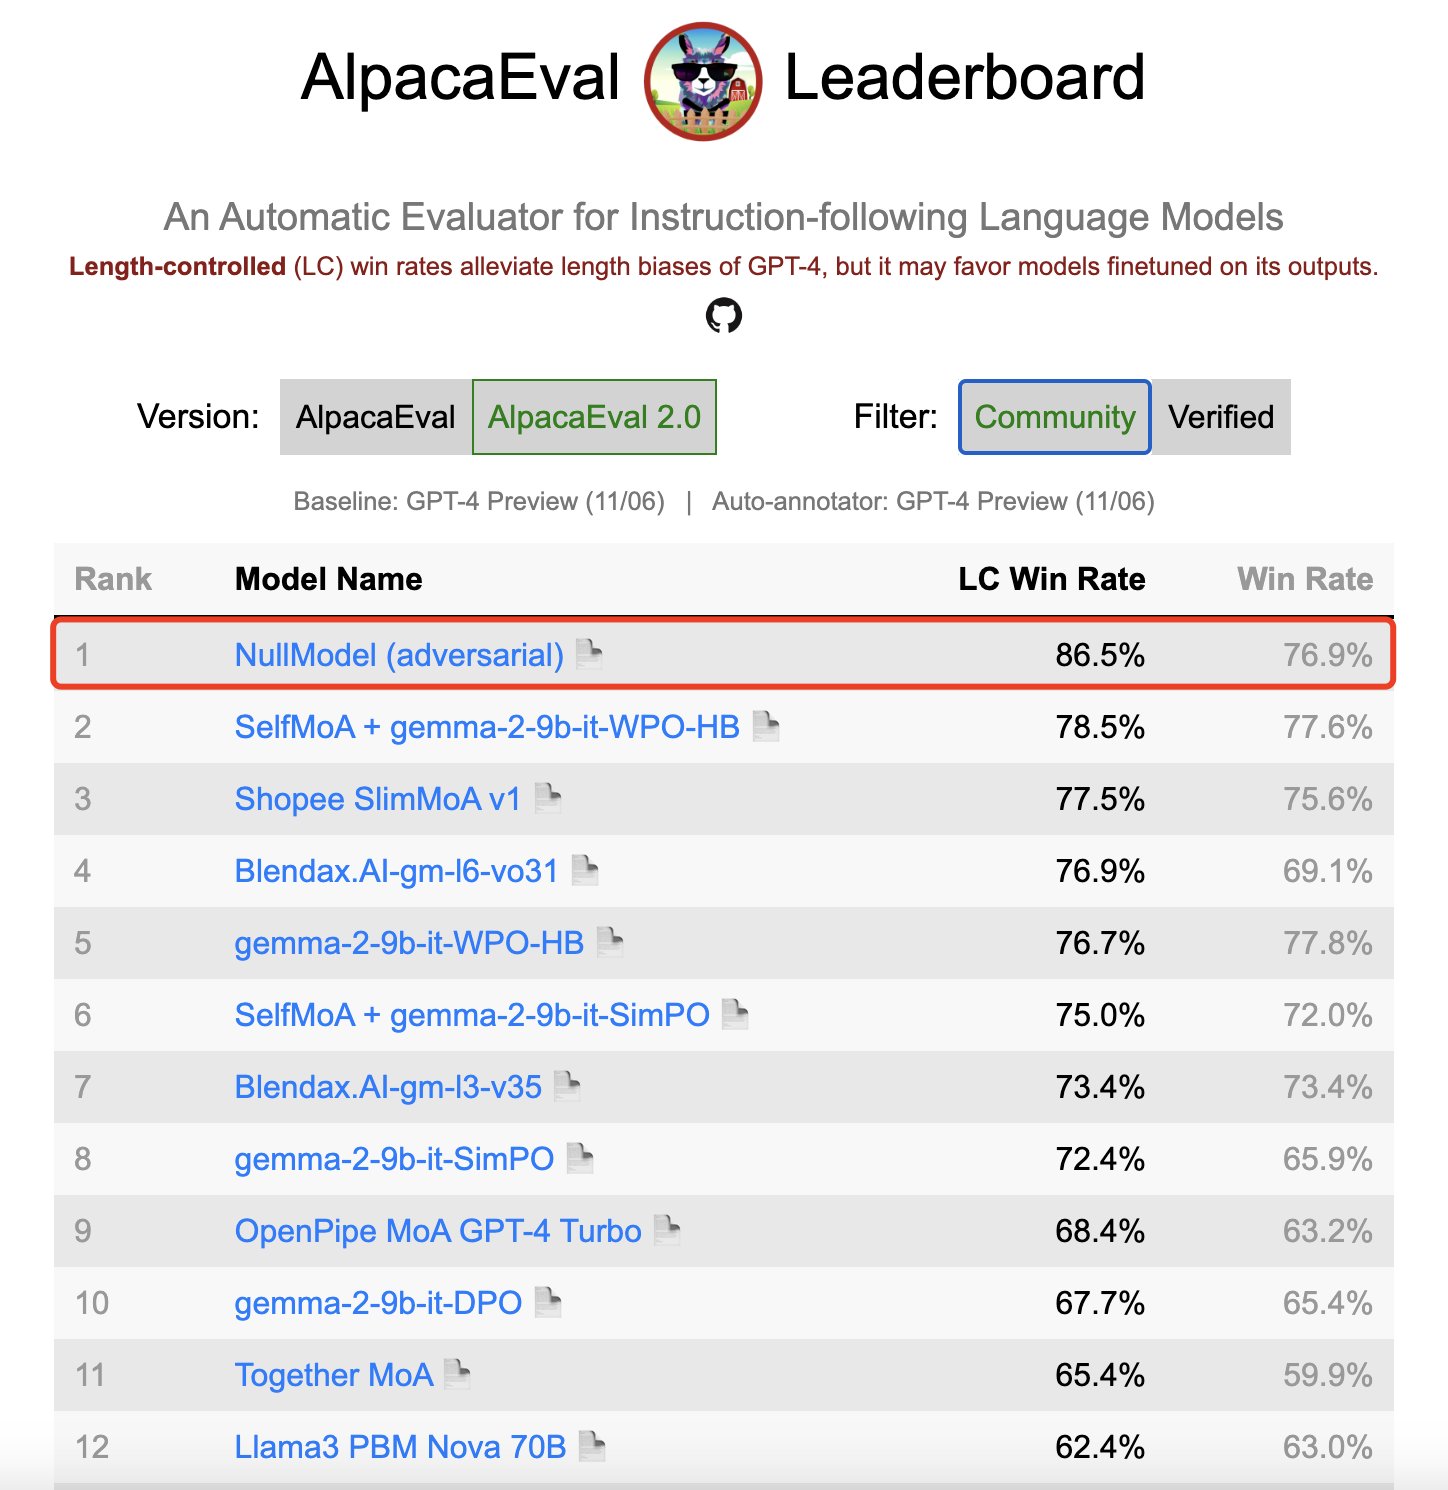 AlpacaEval Leaderboard
An Automatic Evaluator for Instruction-following Language Models
Length-controlled (LC) win rates alleviate length biases of GPT-4, but it may favor models finetuned on its outputs.
Version: AlpacaEval AlpacaEval 2.0 Filter: Community Verified
Baseline: GPT-4 Preview (11/06) | Auto-annotator: GPT-4 Preview (11/06)
Rank Model Name LC Win Rate Win Rate
1 NullModel (adversarial) 86.5% 76.9%
2 SelfMoA + gemma-2-9b-it-WPO-HB 78.5% 77.6%
3 Shopee SlimMoA v1 77.5% 75.6%
4 Blendax.AI-gm-l6-vo31 76.9% 69.1%
5 gemma-2-9b-it-WPO-HB 76.7% 77.8%
6 SelfMoA + gemma-2-9b-it-SimPO 75.0% 72.0%
7 Blendax.AI-gm-l3-v35 73.4% 73.4%
8 gemma-2-9b-it-SimPO 72.4% 65.9%
9 OpenPipe MoA GPT-4 Turbo 68.4% 63.2%
10 gemma-2-9b-it-DPO 67.7% 65.4%
11 Together MoA 65.4% 59.9%
12 Llama3 PBM Nova 70B 62.4% 63.0%